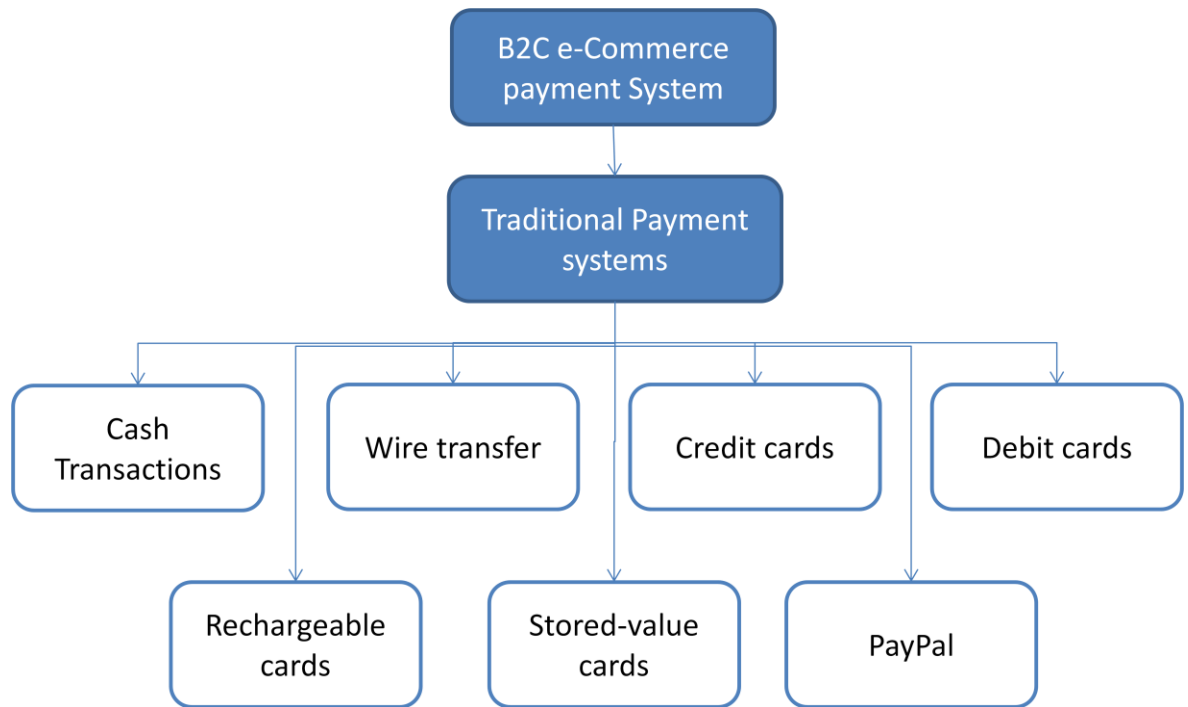 B2C e-Commerce
payment System
Traditional Payment
systems
Cash
Transactions
Wire transfer
Credit cards
Debit cards
Rechargeable
cards
Stored-value
cards
PayPal